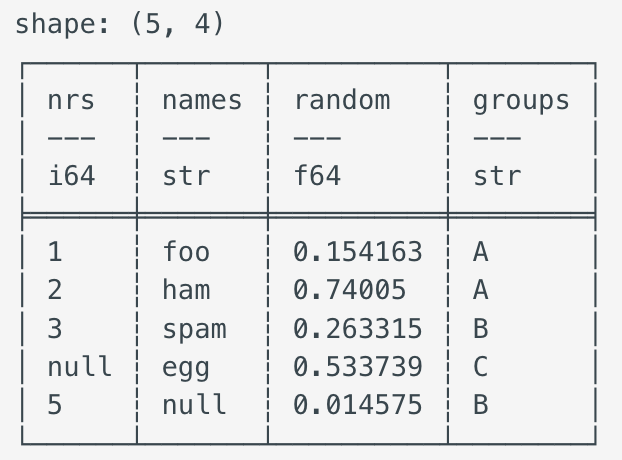 shape: (5, 4)
nrs names random groups
--- --- --- ---
i64 str f64 str
1 foo 0.154163 A
2 ham 0.74005 A
3 spam 0.263315 B
null egg 0.533739 C
5 null 0.014575 B